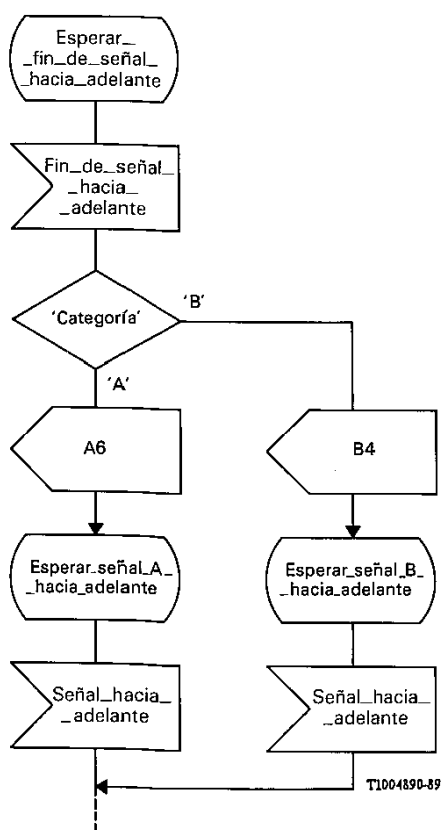 Esperar_
_fin_de_señal_
_hacia_adelante
Fin_de_señal_
_hacia_
_adelante
'Categoría'
'B'
'A'
A6
B4
Esperar_señal_A_
_hacia_adelante
Esperar_señal_B_
_hacia_adelante
Señal_hacia_
_adelante
Señal_hacia_
_adelante
T1004890-89